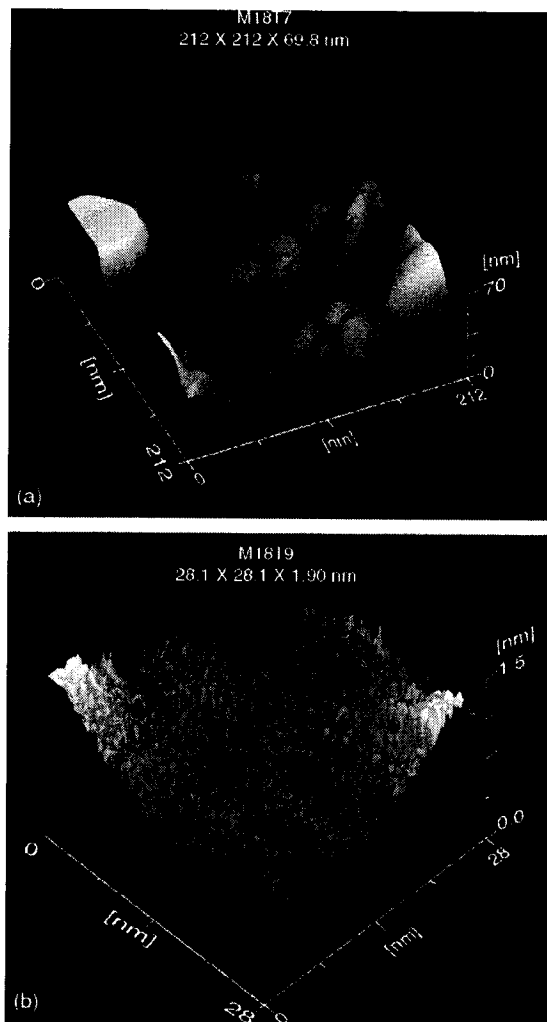 M1817
212 X 212 X 69.8 nm
[nm]
70
0
0
[nm]
212
[nm]
212
0
(a)
M1819
28.1 X 28.1 X 1.90 nm
[nm]
1.5
0.0
0
28
[nm]
[nm]
28
0
(b)